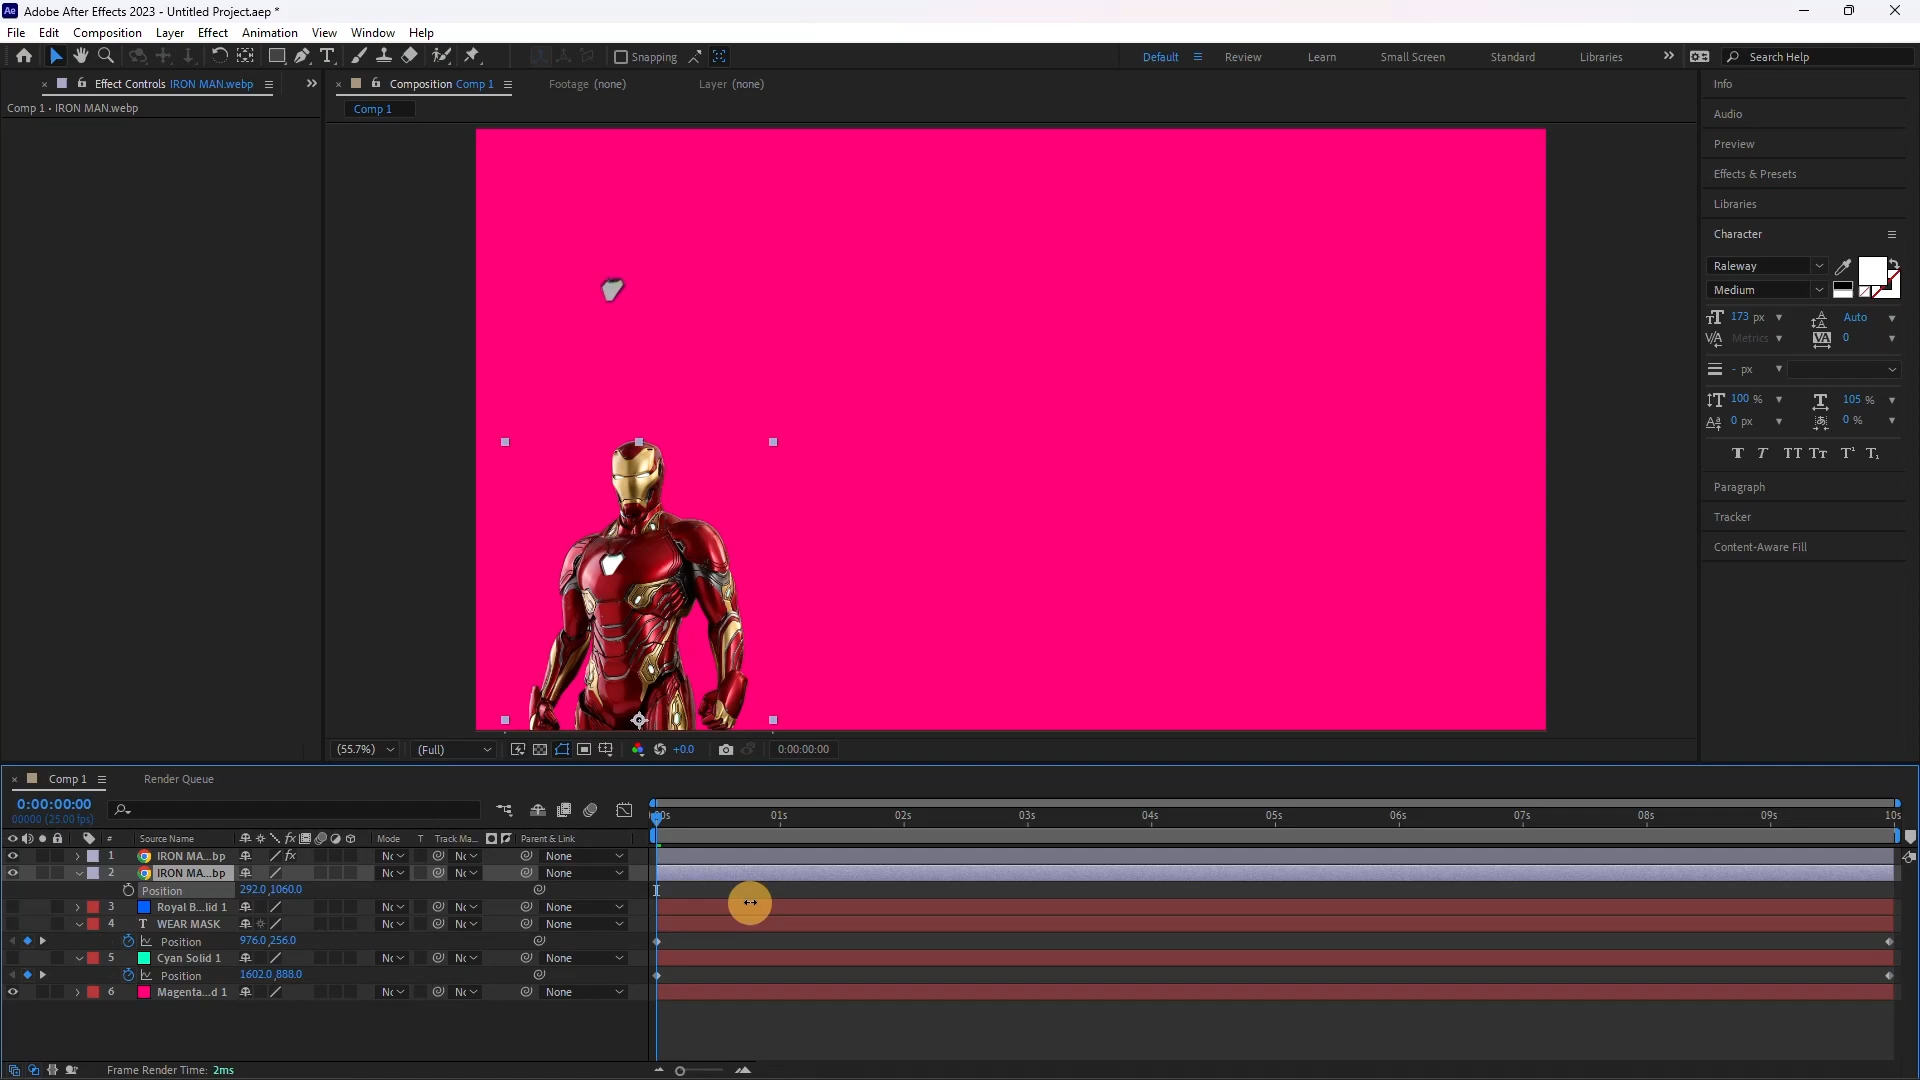 Adobe After Effects 2023 - Untitled Project.aep *
File Edit Composition Layer Effect Animation View Window Help
Snapping
Default Review Learn Small Screen Standard Libraries
Search Help
Effect Controls IRON MAN.webp
Composition Comp 1
Footage (none)
Layer (none)
Comp 1 • IRON MAN.webp
Comp 1
Info
Audio
Preview
Effects & Presets
Libraries
Character
Raleway
Medium
173 px
Auto
Metrics
0
- px
100 %
105 %
0 px
0 %
Paragraph
Tracker
Content-Aware Fill
(55.7%)
(Full)
+0.0
0:00:00:00
Comp 1
Render Queue
0:00:00:00
00000 (25.00 fps)
# Source Name Mode T Track Ma... Parent & Link
01s 02s 03s 04s 05s 06s 07s 08s 09s 10s
1 IRON MA...bp None
2 IRON MA...bp None
Position 292.0,1060.0
3 Royal B...lid 1 None
4 T WEAR MASK None
Position 976.0,256.0
5 Cyan Solid 1 None
Position 1602.0,888.0
6 Magenta...d 1 None
Frame Render Time: 2ms